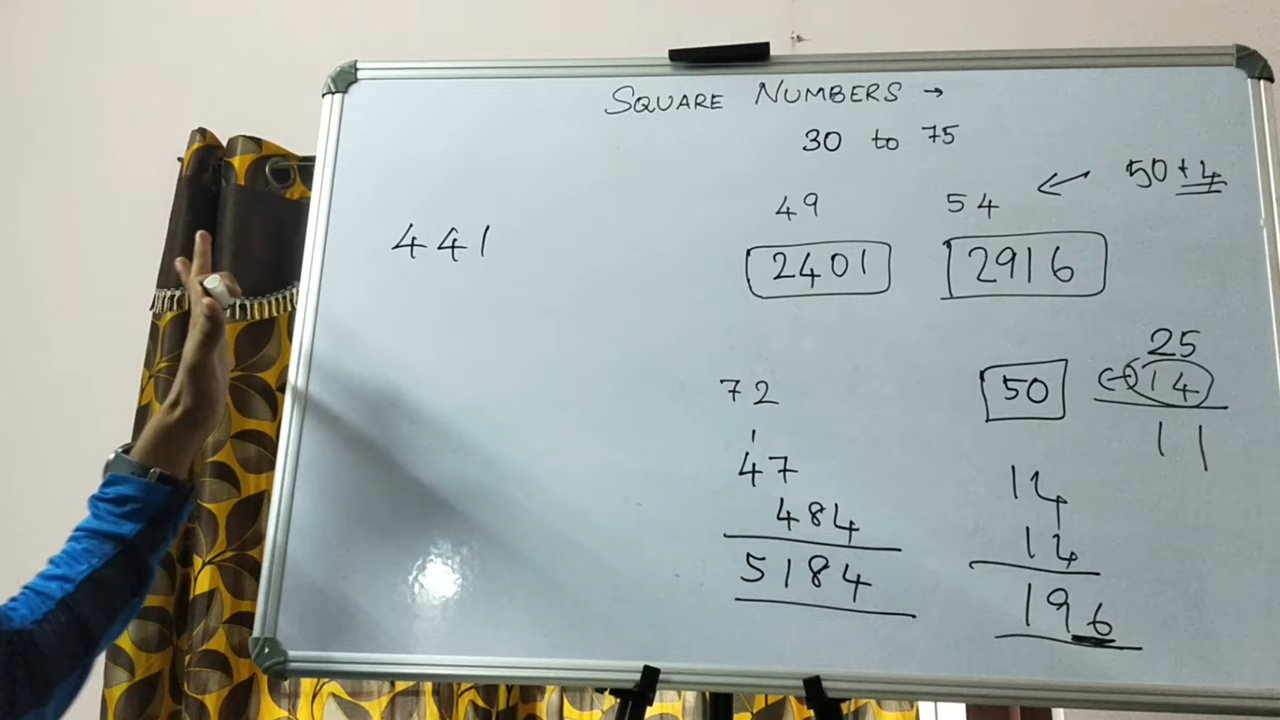 SQUARE NUMBERS →
30 to 75
50 + 4
49 54 ←
441
2401 2916
25
72 50 (-) 14
11
1
47 14
484 14
5184 196